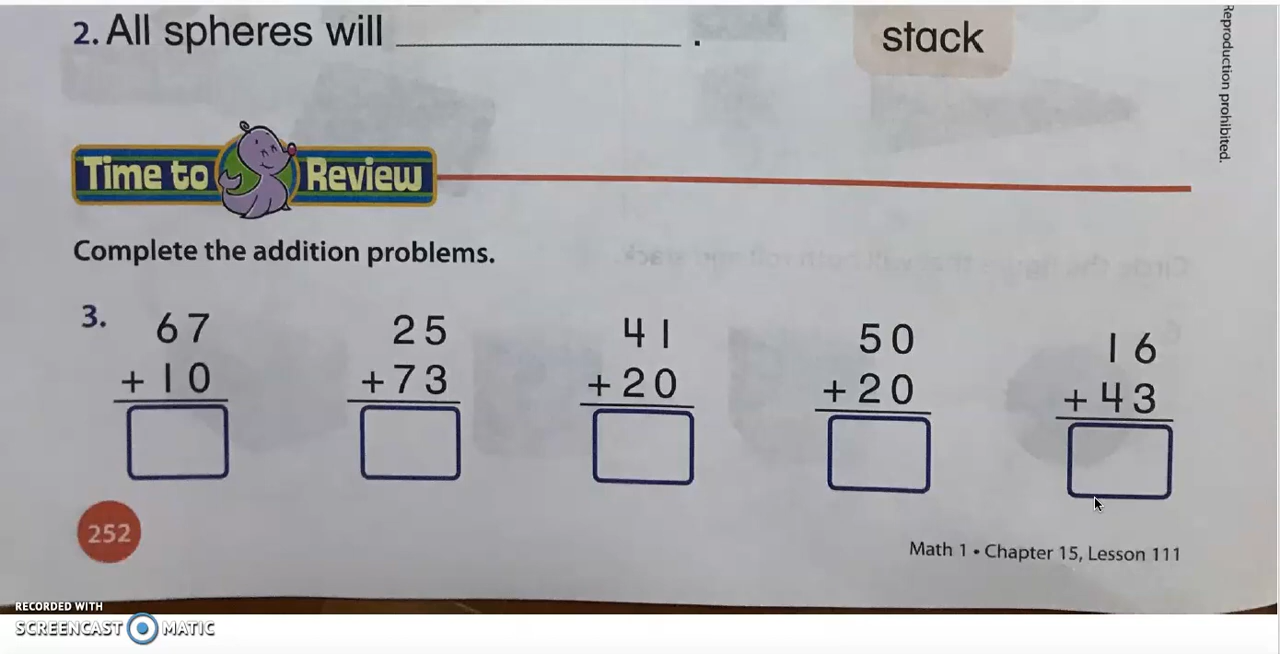 2. All spheres will ____________ .
stack
Reproduction prohibited.
Time to Review
Complete the addition problems.
3.
67
+ 10
25
+ 73
41
+ 20
50
+ 20
16
+ 43
252
Math 1 • Chapter 15, Lesson 111
RECORDED WITH
SCREENCAST MATIC